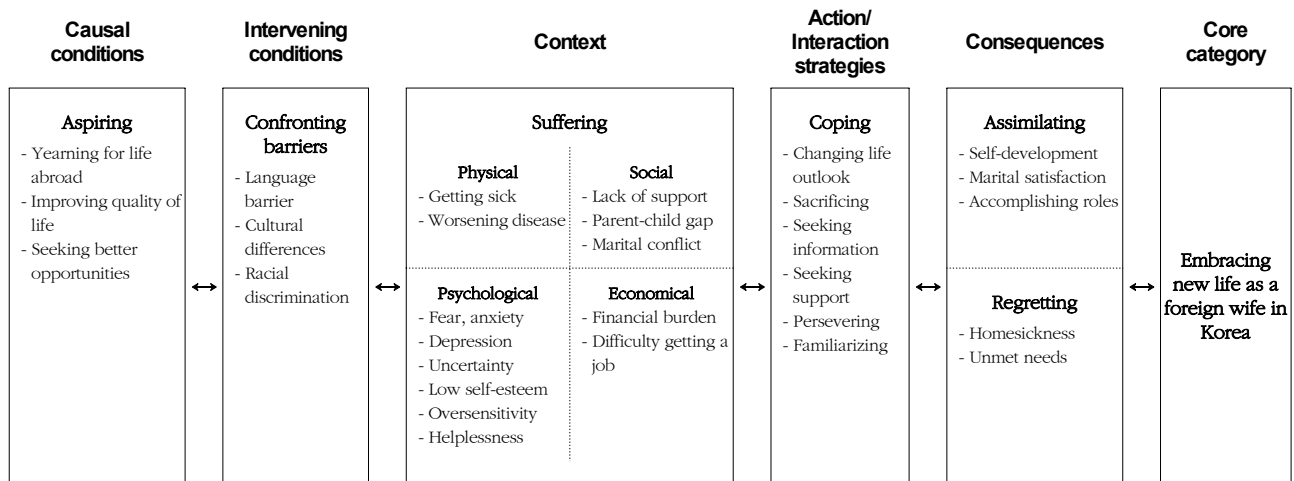 Causal
conditions
Intervening
conditions
Context
Action/
Interaction
strategies
Consequences
Core
category
Aspiring
- Yearning for life
abroad
- Improving quality of
life
- Seeking better
opportunities
Confronting
barriers
- Language
barrier
- Cultural
differences
- Racial
discrimination
Suffering
Physical
- Getting sick
- Worsening disease
Social
- Lack of support
- Parent-child gap
- Marital conflict
Psychological
- Fear, anxiety
- Depression
- Uncertainty
- Low self-esteem
- Oversensitivity
- Helplessness
Economical
- Financial burden
- Difficulty getting a
job
Coping
- Changing life
outlook
- Sacrificing
- Seeking
information
- Seeking
support
- Persevering
- Familiarizing
Assimilating
- Self-development
- Marital satisfaction
- Accomplishing roles
Regretting
- Homesickness
- Unmet needs
Embracing
new life as a
foreign wife in
Korea